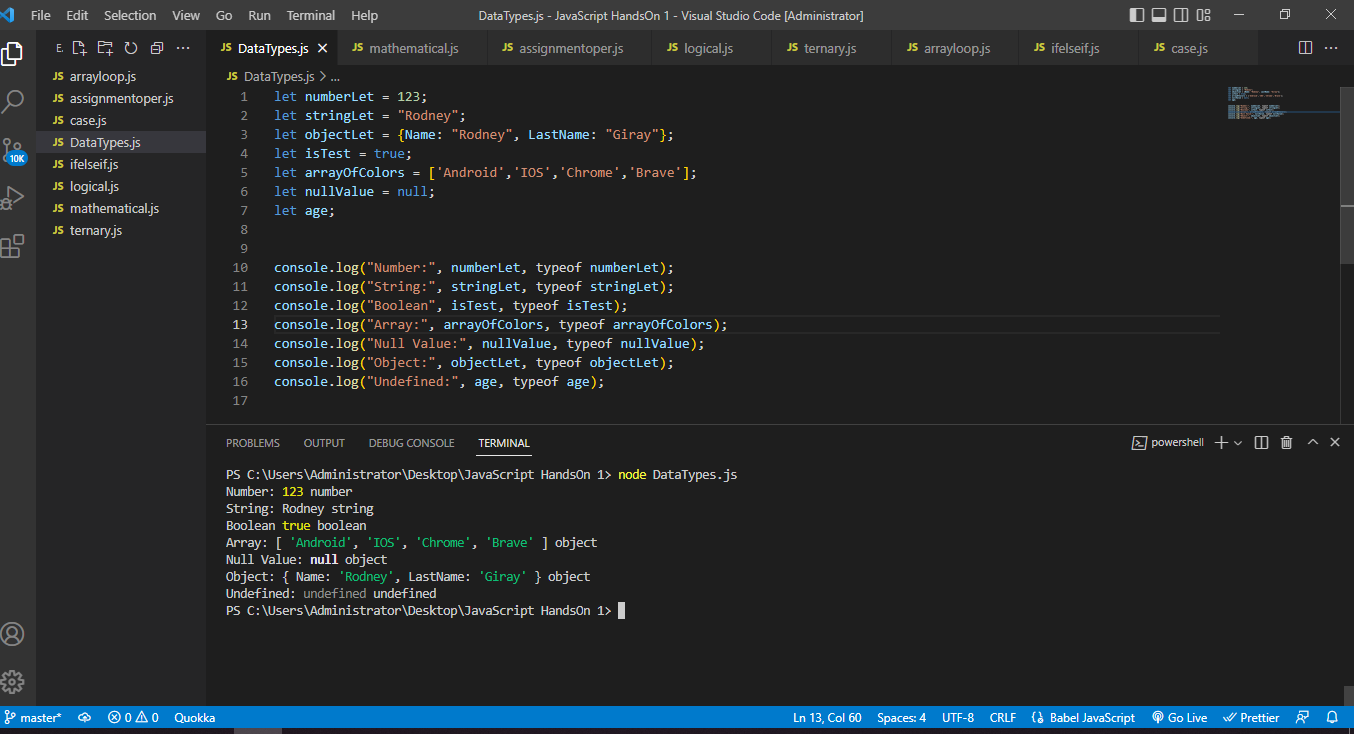 File Edit Selection View Go Run Terminal Help DataTypes.js - JavaScript HandsOn 1 - Visual Studio Code [Administrator]
E. JS DataTypes.js JS mathematical.js JS assignmentoper.js JS logical.js JS ternary.js JS arrayloop.js JS ifelseif.js JS case.js
JS arrayloop.js
JS assignmentoper.js
JS case.js
JS DataTypes.js
JS ifelseif.js
JS logical.js
JS mathematical.js
JS ternary.js
10K
JS DataTypes.js > ...
1 let numberLet = 123;
2 let stringLet = "Rodney";
3 let objectLet = {Name: "Rodney", LastName: "Giray"};
4 let isTest = true;
5 let arrayOfColors = ['Android','IOS','Chrome','Brave'];
6 let nullValue = null;
7 let age;
8
9
10 console.log("Number:", numberLet, typeof numberLet);
11 console.log("String:", stringLet, typeof stringLet);
12 console.log("Boolean", isTest, typeof isTest);
13 console.log("Array:", arrayOfColors, typeof arrayOfColors);
14 console.log("Null Value:", nullValue, typeof nullValue);
15 console.log("Object:", objectLet, typeof objectLet);
16 console.log("Undefined:", age, typeof age);
17
PROBLEMS OUTPUT DEBUG CONSOLE TERMINAL powershell
PS C:\Users\Administrator\Desktop\JavaScript HandsOn 1> node DataTypes.js
Number: 123 number
String: Rodney string
Boolean true boolean
Array: [ 'Android', 'IOS', 'Chrome', 'Brave' ] object
Null Value: null object
Object: { Name: 'Rodney', LastName: 'Giray' } object
Undefined: undefined undefined
PS C:\Users\Administrator\Desktop\JavaScript HandsOn 1>
master* 0 0 Quokka Ln 13, Col 60 Spaces: 4 UTF-8 CRLF Babel JavaScript Go Live Prettier